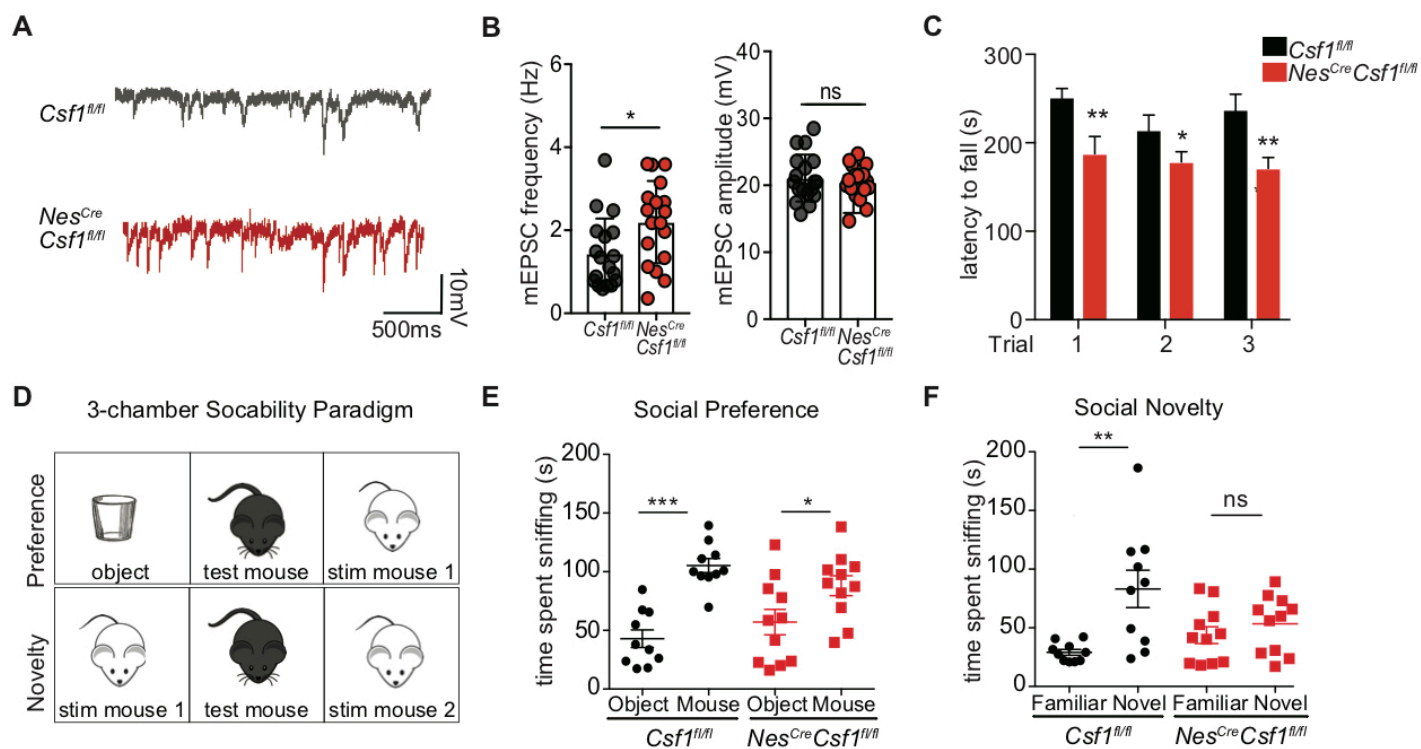 A
Csf1fl/fl
NesCre
Csf1fl/fl
10mV
500ms
B
mEPSC frequency (Hz)
6
4
2
0
*
Csf1fl/fl NesCre
Csf1fl/fl
mEPSC amplitude (mV)
40
30
20
10
0
ns
Csf1fl/fl NesCre
Csf1fl/fl
C
Csf1fl/fl
NesCreCsf1fl/fl
latency to fall (s)
300
200
100
0
**
*
**
Trial 1 2 3
D
3-chamber Socability Paradigm
Preference
object test mouse stim mouse 1
Novelty
stim mouse 1 test mouse stim mouse 2
E
Social Preference
time spent sniffing (s)
200
150
100
50
0
***
*
Object Mouse Object Mouse
Csf1fl/fl NesCreCsf1fl/fl
F
Social Novelty
time spent sniffing (s)
200
150
100
50
0
**
ns
Familiar Novel Familiar Novel
Csf1fl/fl NesCreCsf1fl/fl